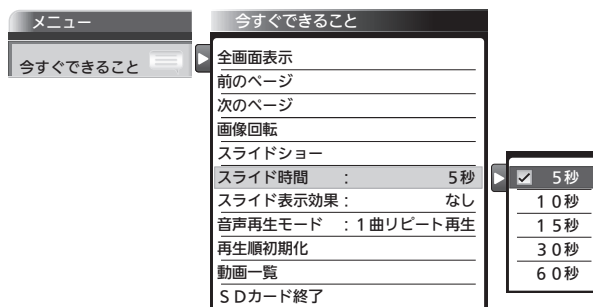 メニュー
今すぐできること
今すぐできること
全画面表示
前のページ
次のページ
画像回転
スライドショー
スライド時間 : 5秒
スライド表示効果 : なし
音声再生モード : 1曲リピート再生
再生順初期化
動画一覧
SDカード終了
5秒
10秒
15秒
30秒
60秒